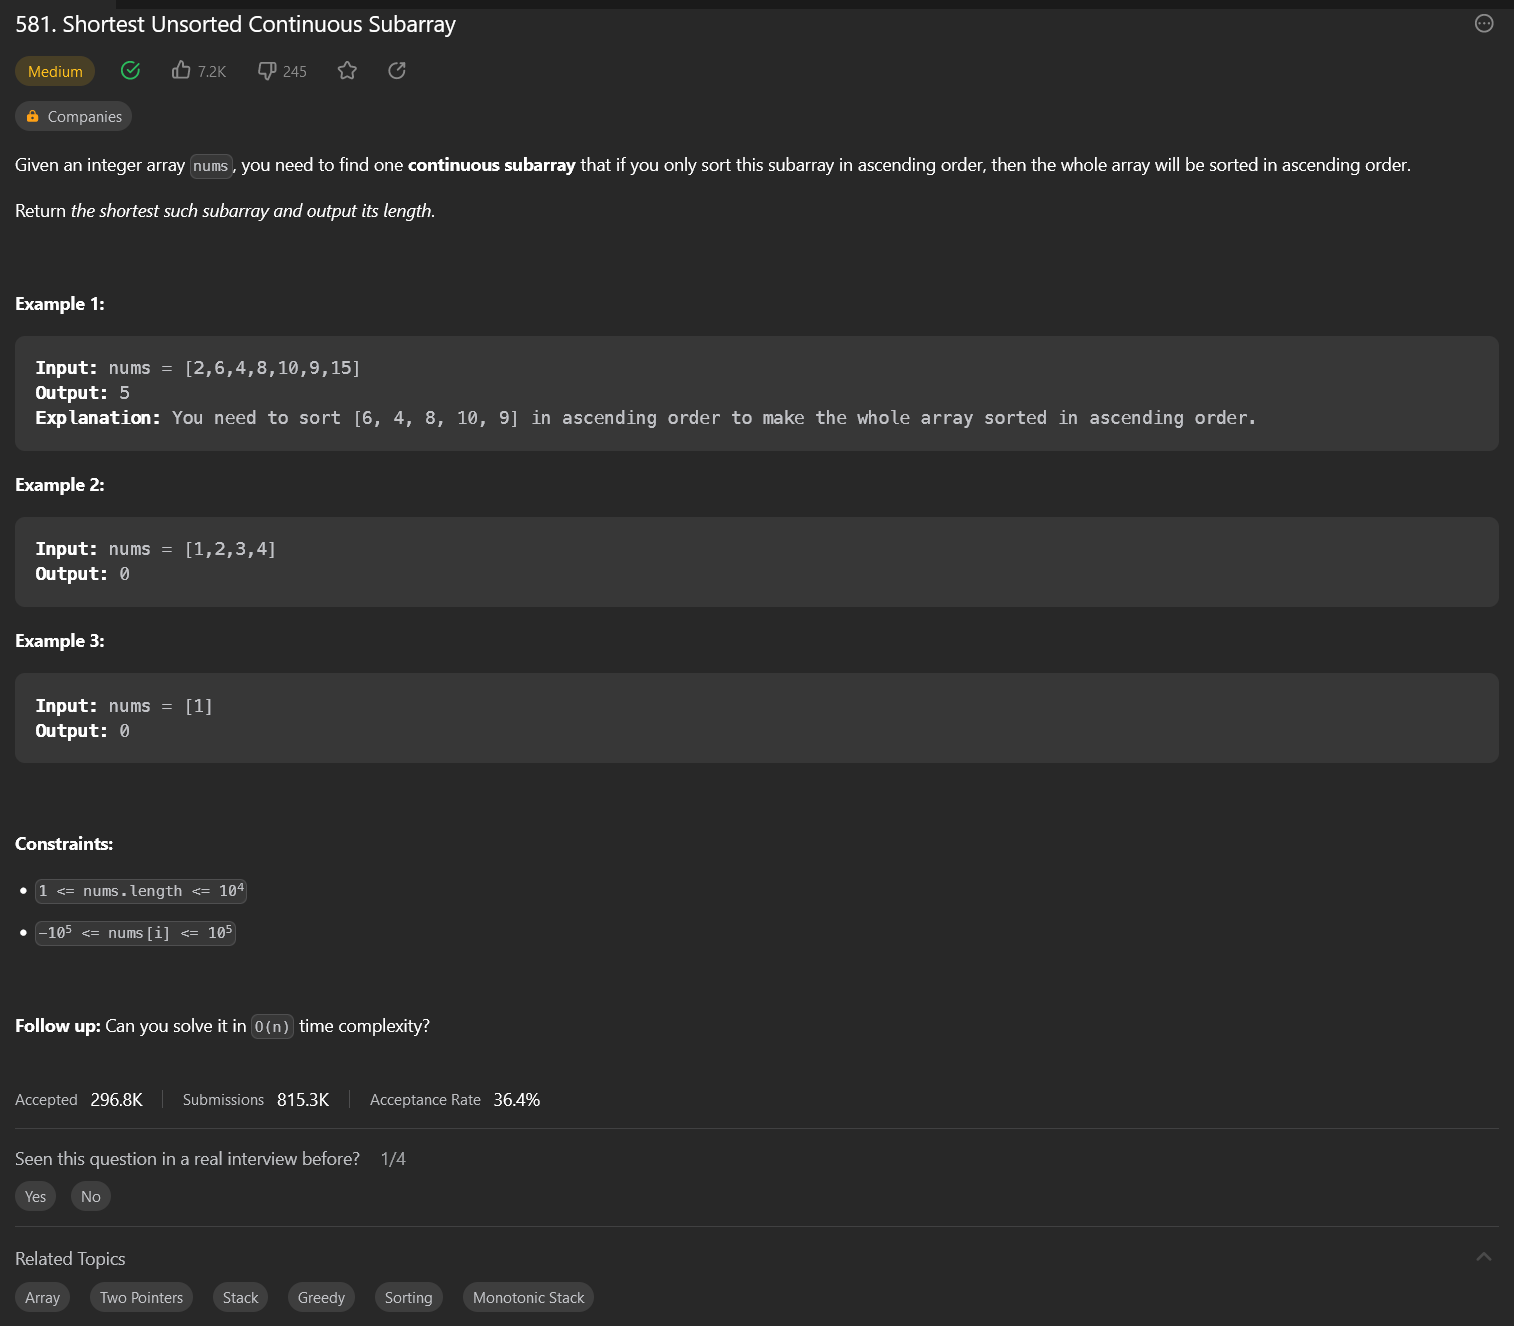 581. Shortest Unsorted Continuous Subarray
Medium 7.2K 245
Companies
Given an integer array nums, you need to find one continuous subarray that if you only sort this subarray in ascending order, then the whole array will be sorted in ascending order.
Return the shortest such subarray and output its length.
Example 1:
Input: nums = [2,6,4,8,10,9,15]
Output: 5
Explanation: You need to sort [6, 4, 8, 10, 9] in ascending order to make the whole array sorted in ascending order.
Example 2:
Input: nums = [1,2,3,4]
Output: 0
Example 3:
Input: nums = [1]
Output: 0
Constraints:
• 1 <= nums.length <= 10⁴
• -10⁵ <= nums[i] <= 10⁵
Follow up: Can you solve it in O(n) time complexity?
Accepted 296.8K Submissions 815.3K Acceptance Rate 36.4%
Seen this question in a real interview before? 1/4
Yes No
Related Topics
Array Two Pointers Stack Greedy Sorting Monotonic Stack